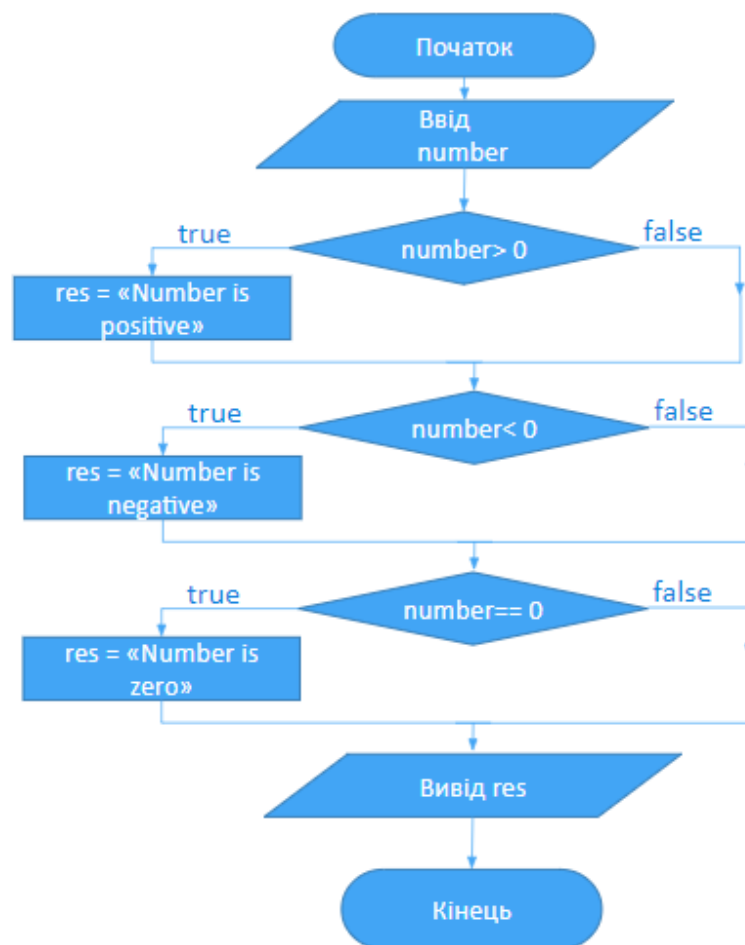 Початок
Ввід
number
true
number> 0
false
res = «Number is
positive»
true
number< 0
false
res = «Number is
negative»
true
number== 0
false
res = «Number is
zero»
Вивід res
Кінець